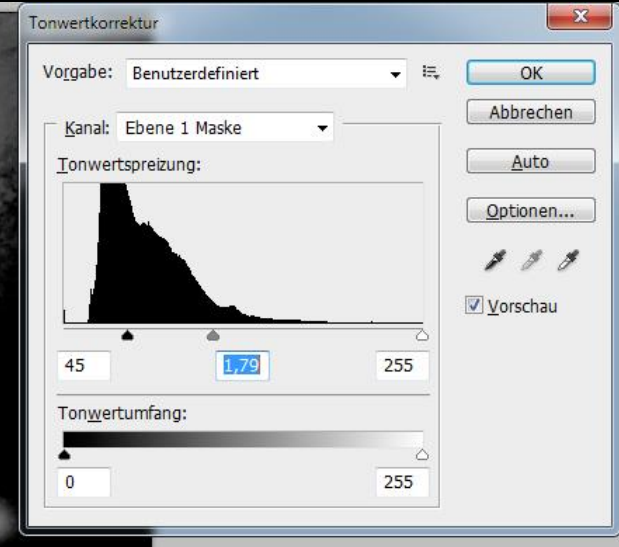 Tonwertkorrektur
Vorgabe: Benutzerdefiniert
OK
Abbrechen
Kanal: Ebene 1 Maske
Auto
Tonwertspreizung:
Optionen...
Vorschau
45 1,79 255
Tonwertumfang:
0 255